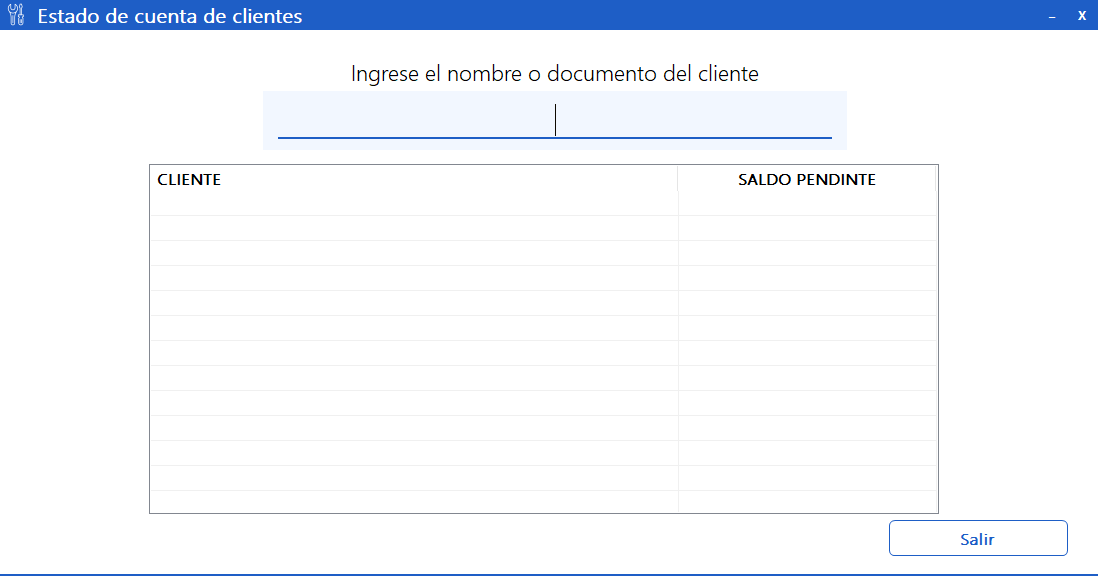 Estado de cuenta de clientes
_ X
Ingrese el nombre o documento del cliente
CLIENTE SALDO PENDINTE
Salir